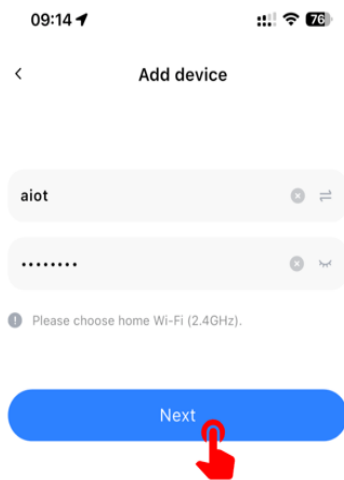 09:14
76
Add device
aiot
••••••••
Please choose home Wi-Fi (2.4GHz).
Next